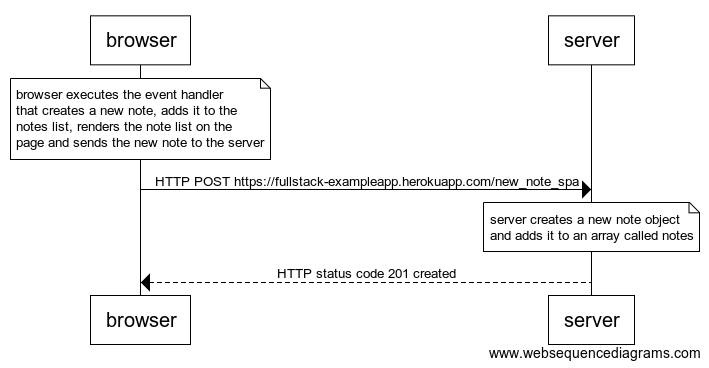 browser
server
browser executes the event handler
that creates a new note, adds it to the
notes list, renders the note list on the
page and sends the new note to the server
HTTP POST https://fullstack-exampleapp.herokuapp.com/new_note_spa
server creates a new note object
and adds it to an array called notes
HTTP status code 201 created
browser
server
www.websequencediagrams.com